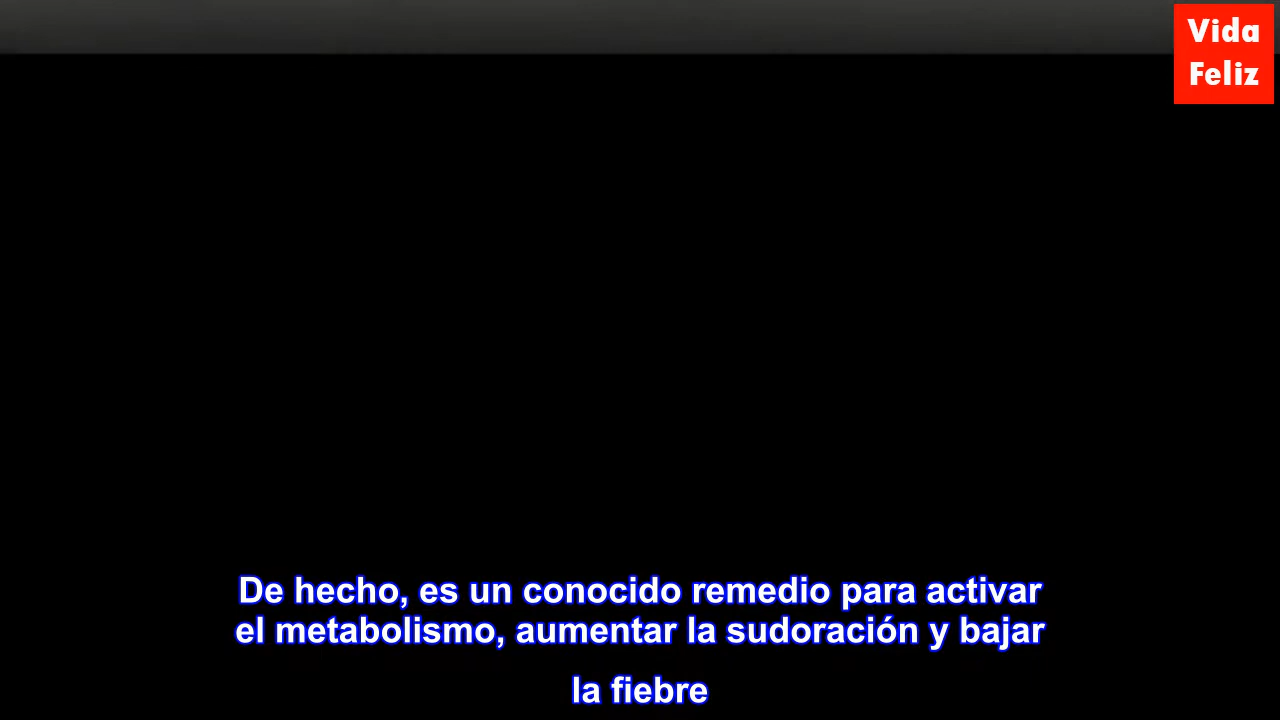 Vida
Feliz
De hecho, es un conocido remedio para activar
el metabolismo, aumentar la sudoración y bajar
la fiebre